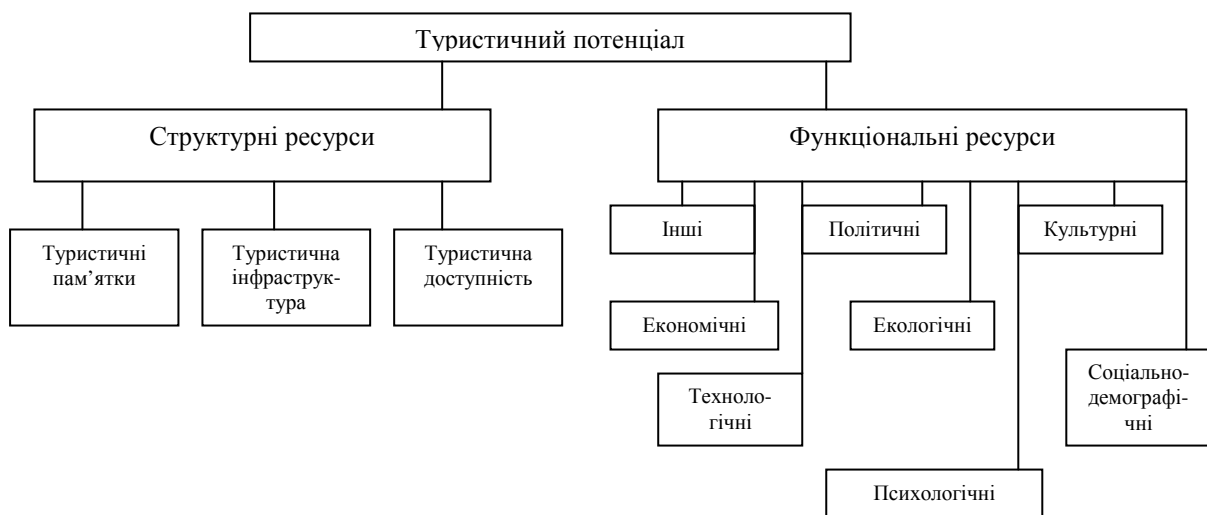 Туристичний потенціал
Структурні ресурси
Функціональні ресурси
Туристичні
пам’ятки
Туристична
інфраструк-
тура
Туристична
доступність
Інші
Політичні
Культурні
Економічні
Екологічні
Техноло-
гічні
Соціально-
демографі-
чні
Психологічні